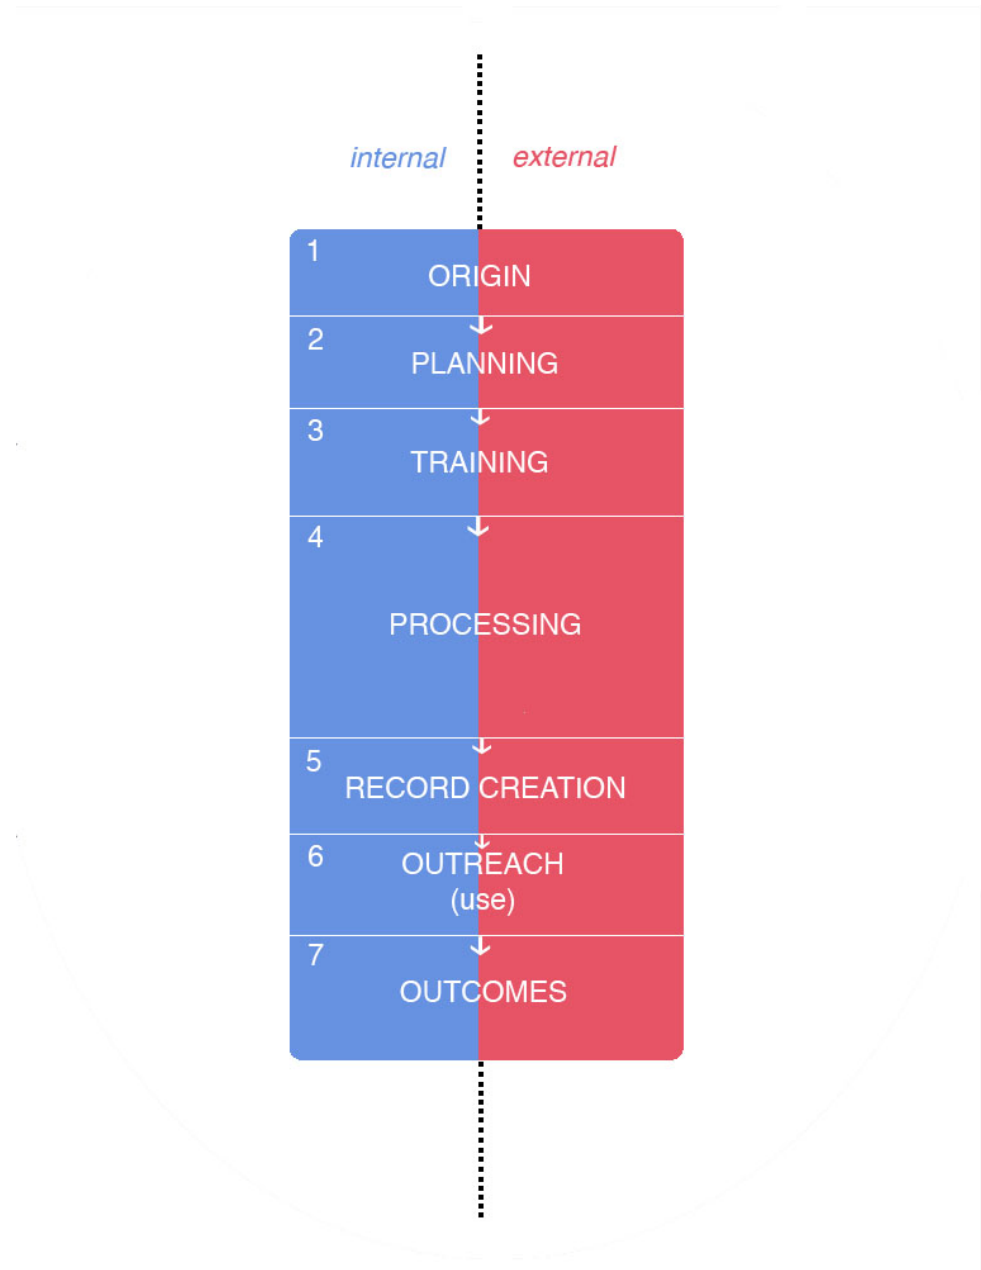 internal external
1
ORIGIN
2
PLANNING
3
TRAINING
4
PROCESSING
5
RECORD CREATION
6
OUTREACH
(use)
7
OUTCOMES